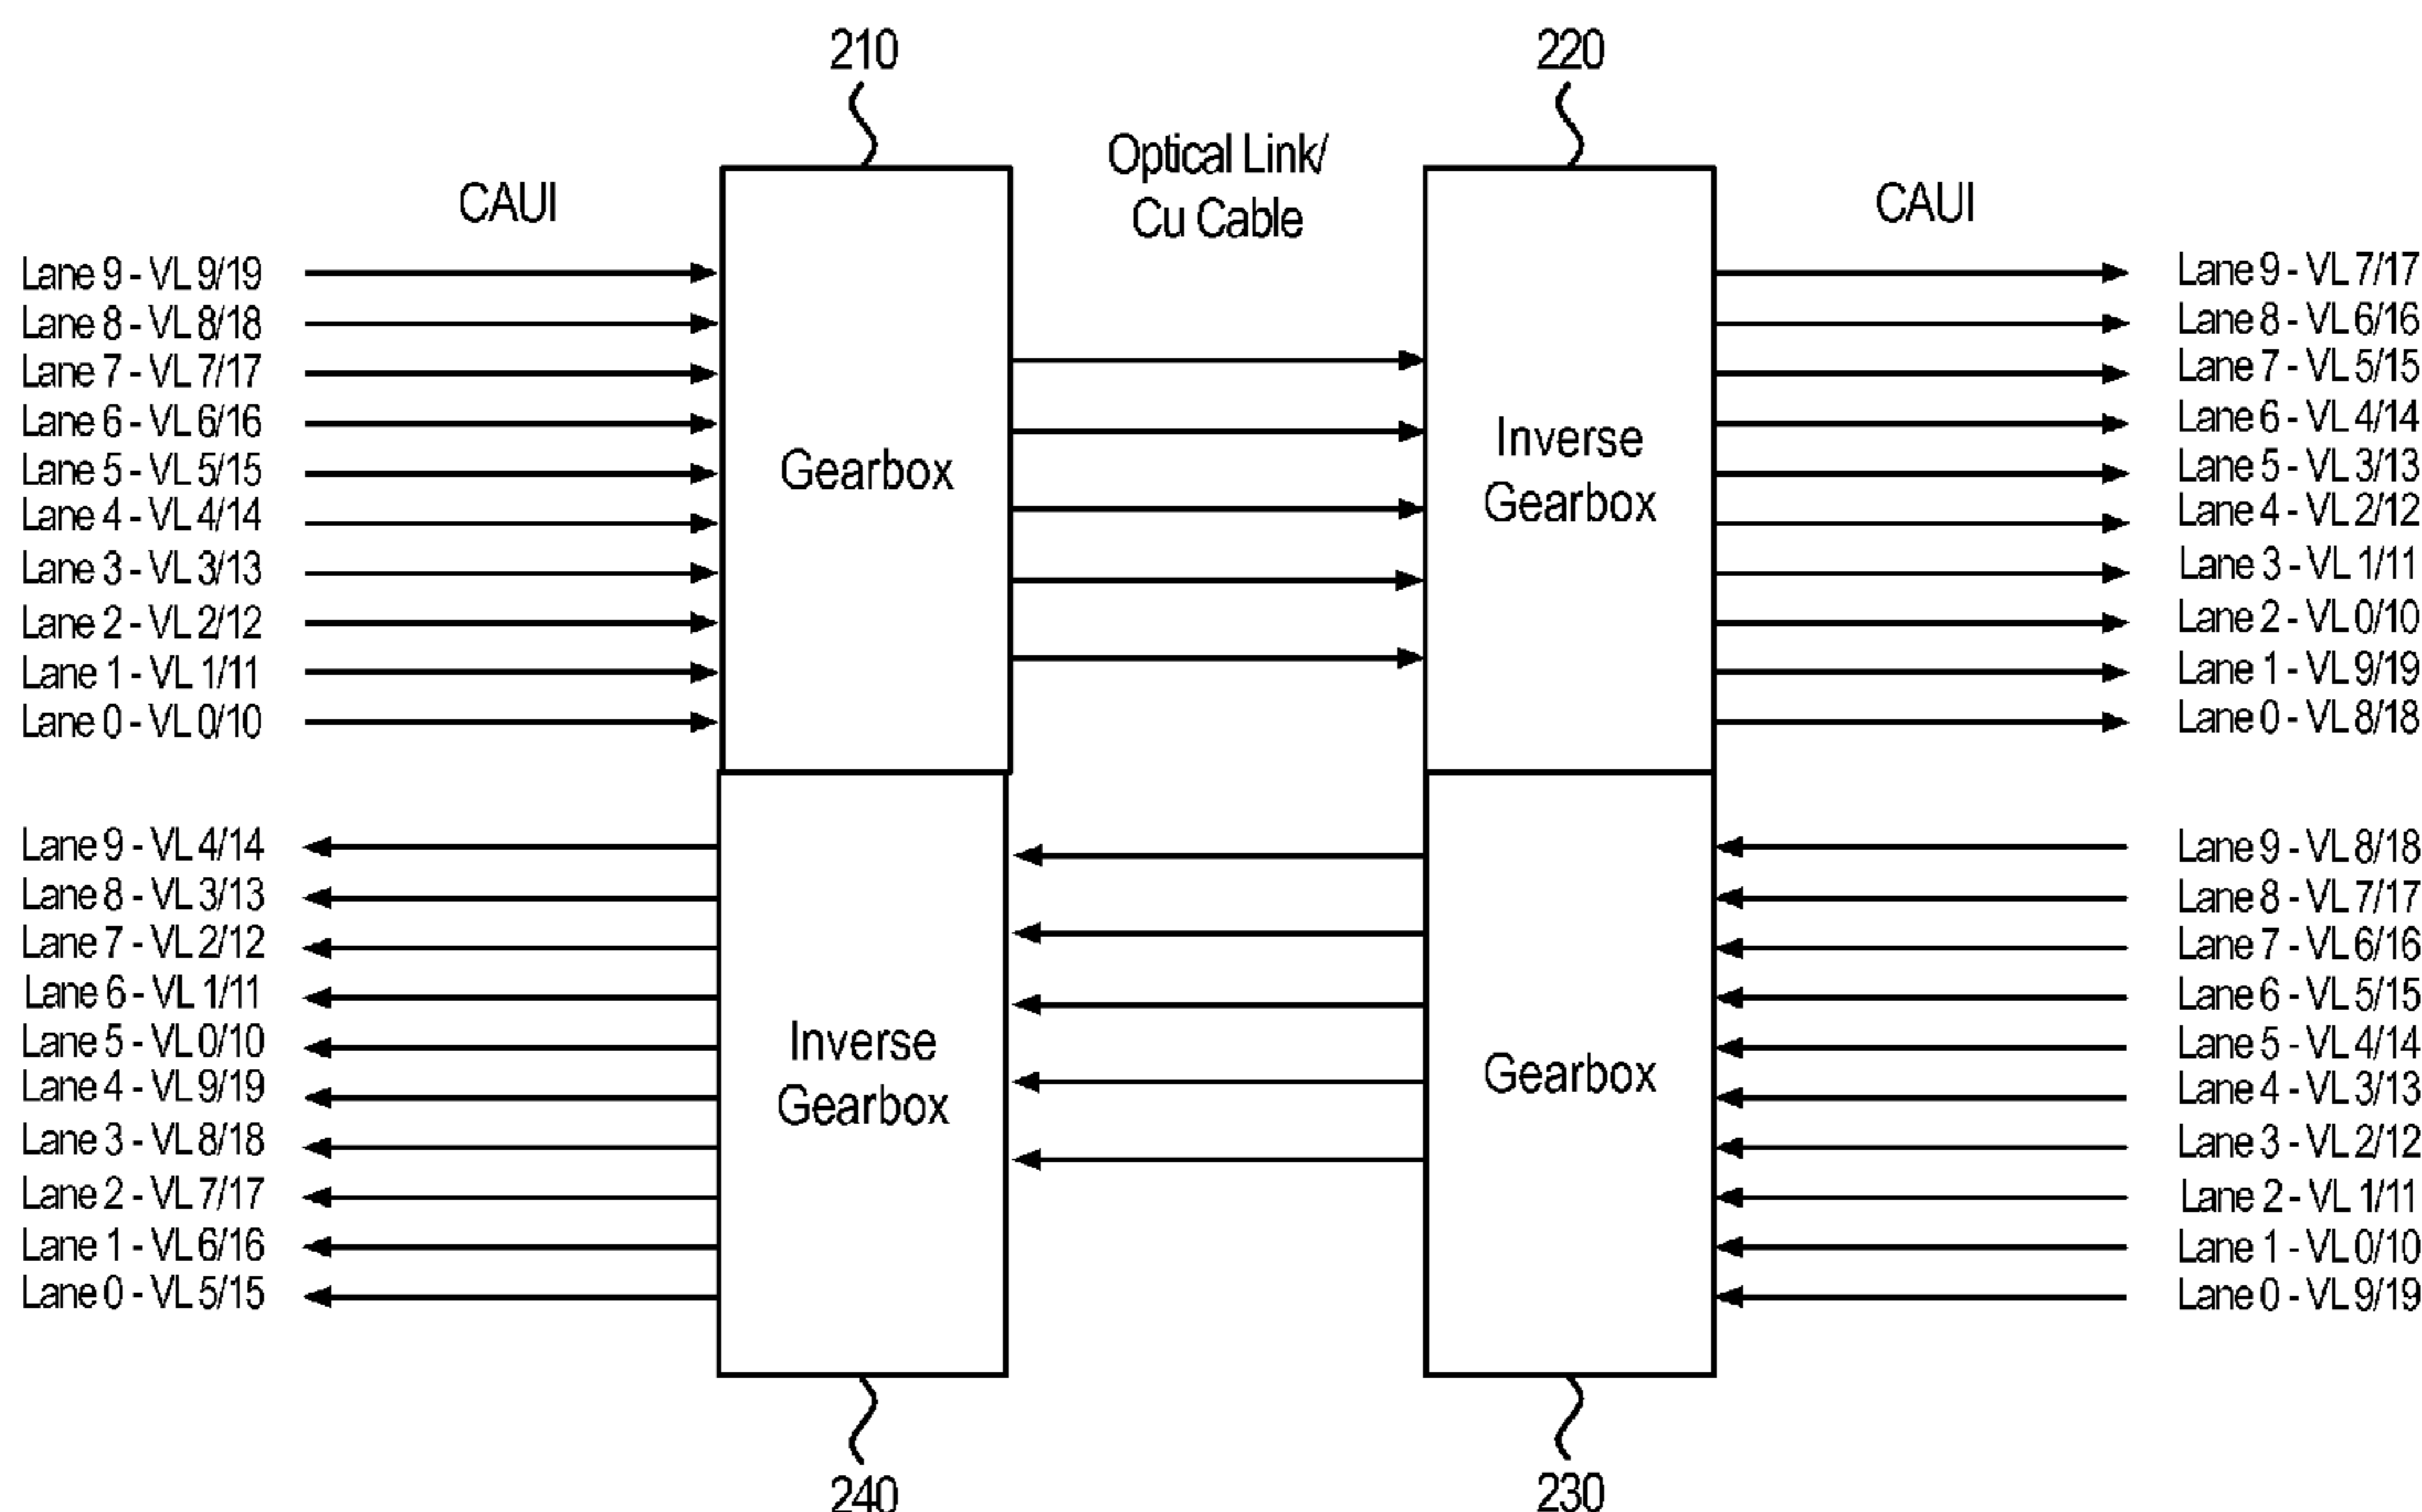 210
220
Optical Link/
Cu Cable
CAUI
CAUI
Lane 9 - VL 9/19
Lane 8 - VL 8/18
Lane 7 - VL 7/17
Lane 6 - VL 6/16
Lane 5 - VL 5/15
Lane 4 - VL 4/14
Lane 3 - VL 3/13
Lane 2 - VL 2/12
Lane 1 - VL 1/11
Lane 0 - VL 0/10
Gearbox
Inverse
Gearbox
Lane 9 - VL 7/17
Lane 8 - VL 6/16
Lane 7 - VL 5/15
Lane 6 - VL 4/14
Lane 5 - VL 3/13
Lane 4 - VL 2/12
Lane 3 - VL 1/11
Lane 2 - VL 0/10
Lane 1 - VL 9/19
Lane 0 - VL 8/18
Lane 9 - VL 4/14
Lane 8 - VL 3/13
Lane 7 - VL 2/12
Lane 6 - VL 1/11
Lane 5 - VL 0/10
Lane 4 - VL 9/19
Lane 3 - VL 8/18
Lane 2 - VL 7/17
Lane 1 - VL 6/16
Lane 0 - VL 5/15
Inverse
Gearbox
Gearbox
Lane 9 - VL 8/18
Lane 8 - VL 7/17
Lane 7 - VL 6/16
Lane 6 - VL 5/15
Lane 5 - VL 4/14
Lane 4 - VL 3/13
Lane 3 - VL 2/12
Lane 2 - VL 1/11
Lane 1 - VL 0/10
Lane 0 - VL 9/19
240
230